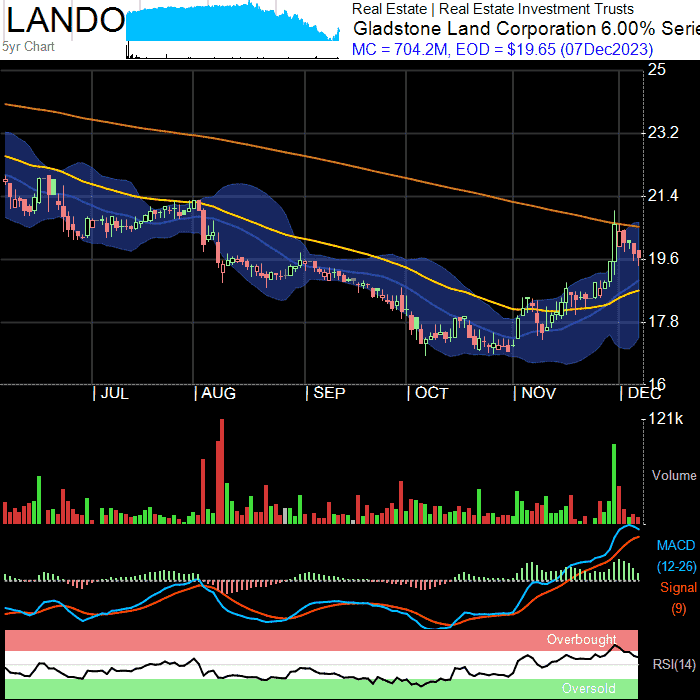 LANDO
5yr Chart
Real Estate | Real Estate Investment Trusts
Gladstone Land Corporation 6.00% Serie
MC = 704.2M, EOD = $19.65 (07Dec2023)
25
23.2
21.4
19.6
17.8
16
| JUL | AUG | SEP | OCT | NOV | DEC
121k
Volume
MACD
(12-26)
Signal
(9)
Overbought
RSI(14)
Oversold